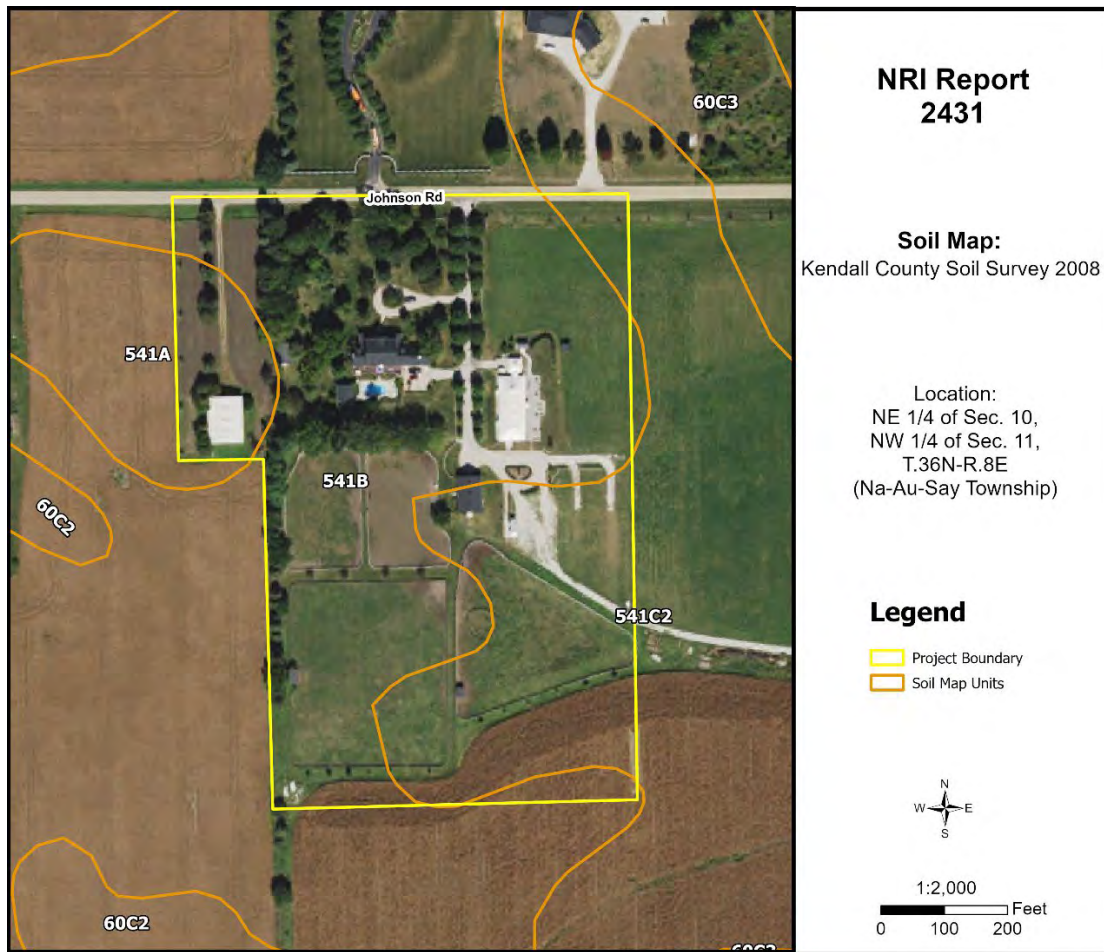 60C3
Johnson Rd
541A
541B
60C2
541C2
60C2
NRI Report
2431
Soil Map:
Kendall County Soil Survey 2008
Location:
NE 1/4 of Sec. 10,
NW 1/4 of Sec. 11,
T.36N-R.8E
(Na-Au-Say Township)
Legend
Project Boundary
Soil Map Units
N
W E
S
1:2,000
Feet
0 100 200